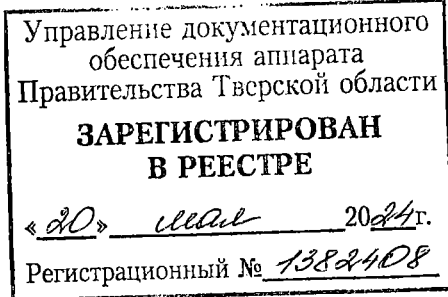 Управление документационного
обеспечения аппарата
Правительства Тверской области
ЗАРЕГИСТРИРОВАН
В РЕЕСТРЕ
«20» мая 2024г.
Регистрационный № 1382408